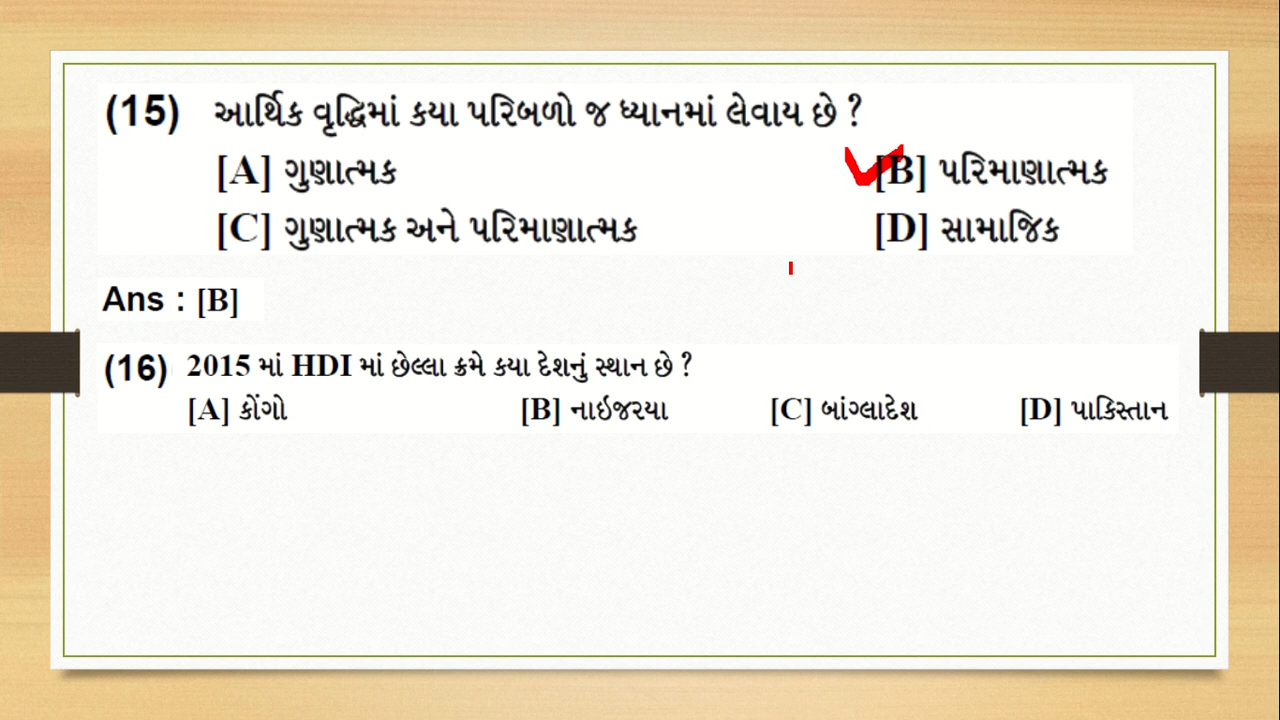 (15) આર્થિક વૃદ્ધિમાં કયા પરિબળો જ ધ્યાનમાં લેવાય છે ?
[A] ગુણાત્મક [B] પરિમાણાત્મક
[C] ગુણાત્મક અને પરિમાણાત્મક [D] સામાજિક
Ans : [B]
(16) 2015 માં HDI માં છેલ્લા ક્રમે કયા દેશનું સ્થાન છે ?
[A] કોંગો [B] નાઇજરયા [C] બાંગ્લાદેશ [D] પાકિસ્તાન